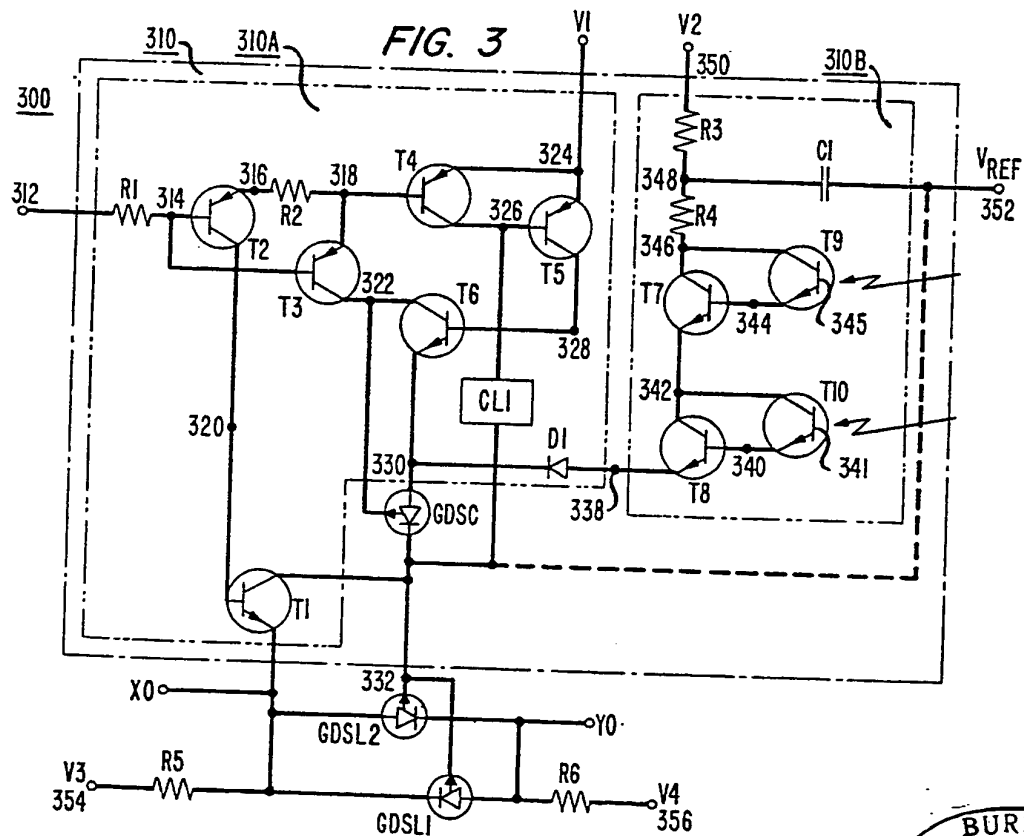 FIG. 3
310
310A
V1
V2
350
310B
300
R3
C1
VREF
352
312
R1
314
316
R2
318
T4
324
326
T5
T2
T3
322
T6
328
348
R4
346
T9
T7
344
345
342
T10
340
341
T8
320
CL1
330
D1
338
GDSC
T1
332
X0
Y0
GDSL2
V3
354
R5
R6
V4
356
GDSL1
BUR